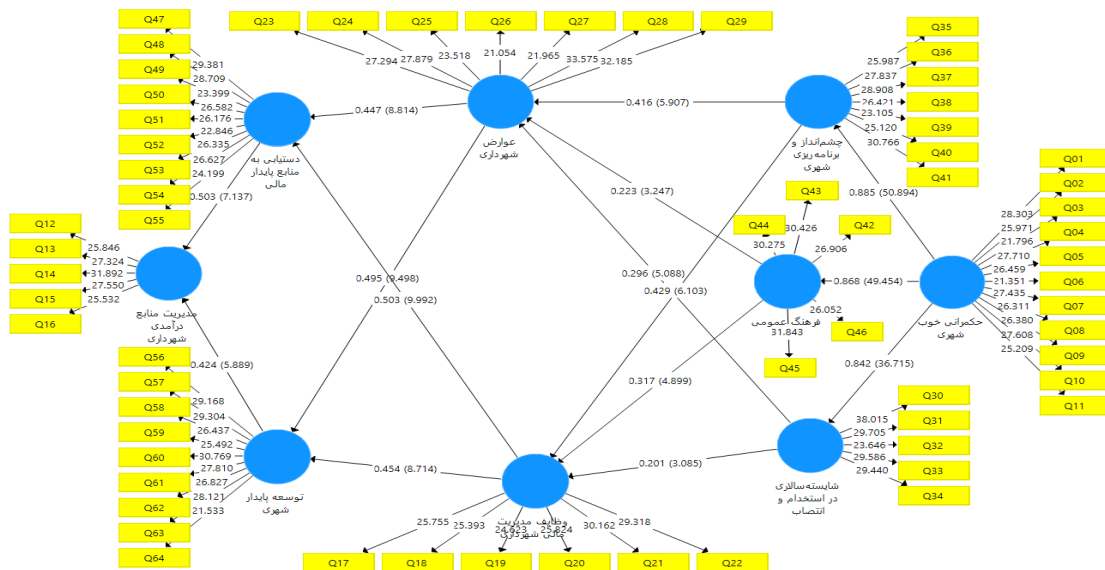 Q47
Q48
Q49
Q50
Q51
Q52
Q53
Q54
Q55
29.381
28.709
23.399
26.582
26.176
22.846
26.335
26.627
24.199
دستیابی به
منابع پایدار
مالی
0.503 (7.137)
Q23
Q24
Q25
Q26
Q27
Q28
Q29
27.294
27.879
23.518
21.054
21.965
33.575
32.185
عوارض
شهرداری
0.447 (8.814)
0.416 (5.907)
چشم‌انداز و
برنامه‌ریزی
شهری
Q35
Q36
Q37
Q38
Q39
Q40
Q41
25.987
27.837
28.908
26.421
23.105
25.120
30.766
0.885 (50.894)
0.223 (3.247)
Q43
Q44
Q42
30.426
30.275
26.906
فرهنگ عمومی
26.052
31.843
Q46
Q45
0.868 (49.454)
حکمرانی خوب
شهری
Q01
Q02
Q03
Q04
Q05
Q06
Q07
Q08
Q09
Q10
Q11
28.303
25.971
21.796
27.710
26.459
21.351
27.435
26.311
26.380
27.608
25.209
0.842 (36.715)
Q12
Q13
Q14
Q15
Q16
25.846
27.324
31.892
27.550
25.532
مدیریت منابع
درآمدی
شهرداری
0.424 (5.889)
0.495 (9.498)
0.503 (9.992)
0.296 (5.088)
0.429 (6.103)
0.317 (4.899)
Q56
Q57
Q58
Q59
Q60
Q61
Q62
Q63
Q64
29.168
29.304
26.437
25.492
30.769
27.810
26.827
28.121
21.533
توسعه پایدار
شهری
0.454 (8.714)
0.201 (3.085)
وظایف مدیریت
مالی شهرداری
25.755
25.393
24.623
25.824
30.162
29.318
Q17
Q18
Q19
Q20
Q21
Q22
شایسته‌سالاری
در استخدام و
انتصاب
38.015
29.705
23.646
29.586
29.440
Q30
Q31
Q32
Q33
Q34